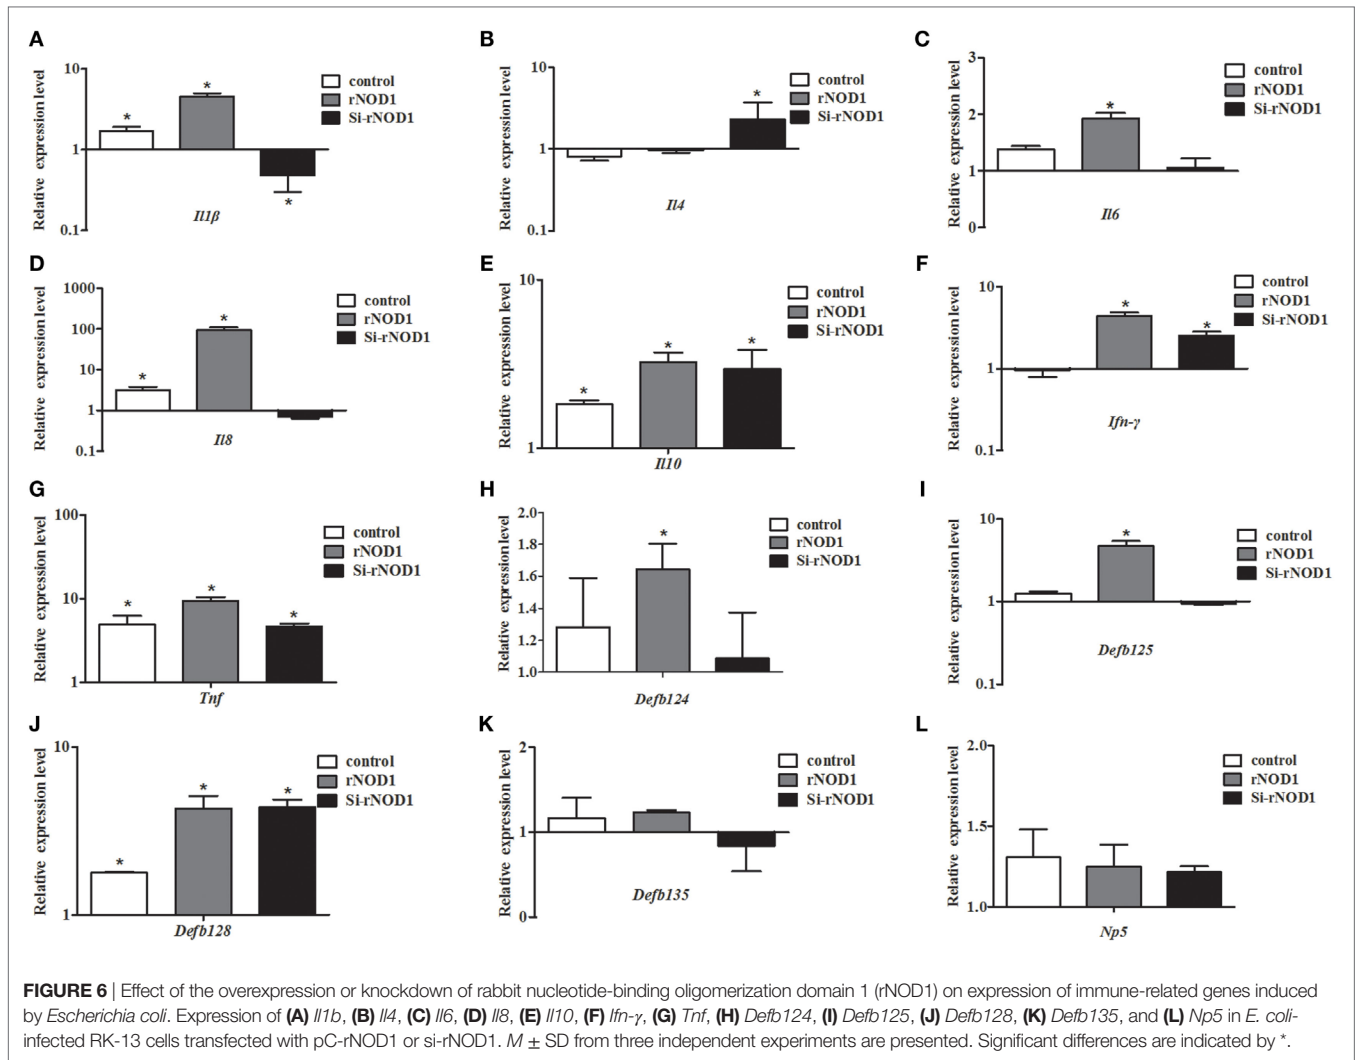 A
Relative expression level
10
1
0.1
*
*
*
control
rNOD1
Si-rNOD1
Il1β
B
Relative expression level
10
1
0.1
*
control
rNOD1
Si-rNOD1
Il4
C
Relative expression level
3
2
1
0
*
control
rNOD1
Si-rNOD1
Il6
D
Relative expression level
1000
100
10
1
0.1
*
*
control
rNOD1
Si-rNOD1
Il8
E
Relative expression level
10
1
*
*
*
control
rNOD1
Si-rNOD1
Il10
F
Relative expression level
10
1
0.1
*
*
control
rNOD1
Si-rNOD1
Ifn-γ
G
Relative expression level
100
10
1
*
*
*
control
rNOD1
Si-rNOD1
Tnf
H
Relative expression level
2.0
1.8
1.6
1.4
1.2
1.0
*
control
rNOD1
Si-rNOD1
Defb124
I
Relative expression level
10
1
0.1
*
control
rNOD1
Si-rNOD1
Defb125
J
Relative expression level
10
1
*
*
*
control
rNOD1
Si-rNOD1
Defb128
K
Relative expression level
2
1
0
control
rNOD1
Si-rNOD1
Defb135
L
Relative expression level
2.0
1.5
1.0
control
rNOD1
Si-rNOD1
Np5
FIGURE 6 | Effect of the overexpression or knockdown of rabbit nucleotide-binding oligomerization domain 1 (rNOD1) on expression of immune-related genes induced
by Escherichia coli. Expression of (A) Il1b, (B) Il4, (C) Il6, (D) Il8, (E) Il10, (F) Ifn-γ, (G) Tnf, (H) Defb124, (I) Defb125, (J) Defb128, (K) Defb135, and (L) Np5 in E. coli-
infected RK-13 cells transfected with pC-rNOD1 or si-rNOD1. M ± SD from three independent experiments are presented. Significant differences are indicated by *.